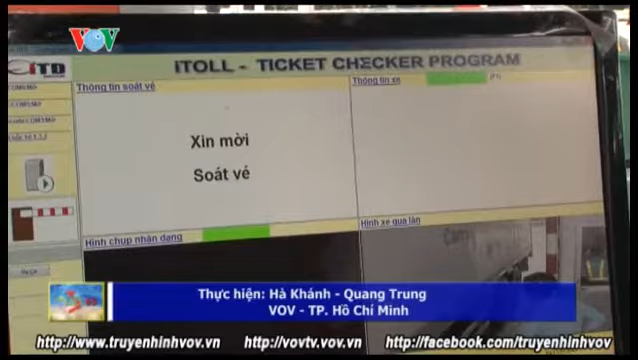 VOV
iTD
iTOLL - TICKET CHECKER PROGRAM
Thông tin soát vé
Thông tin xe
(F1)
Xin mời
Soát vé
Hình chụp nhận dạng
Hình xe qua làn
Thực hiện: Hà Khánh - Quang Trung
VOV - TP. Hồ Chí Minh
http://www.truyenhinhvov.vn
http://vovtv.vov.vn
http://facebook.com/truyenhinhvov